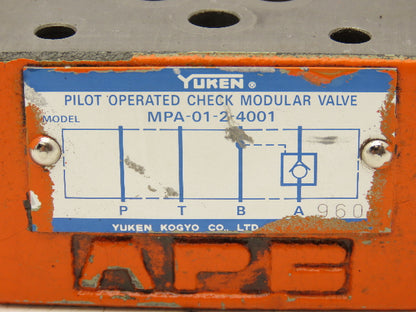 YUKEN ®
PILOT OPERATED CHECK MODULAR VALVE
MODEL MPA-01-2-4001
P T B A 960
YUKEN KOGYO CO., LTD